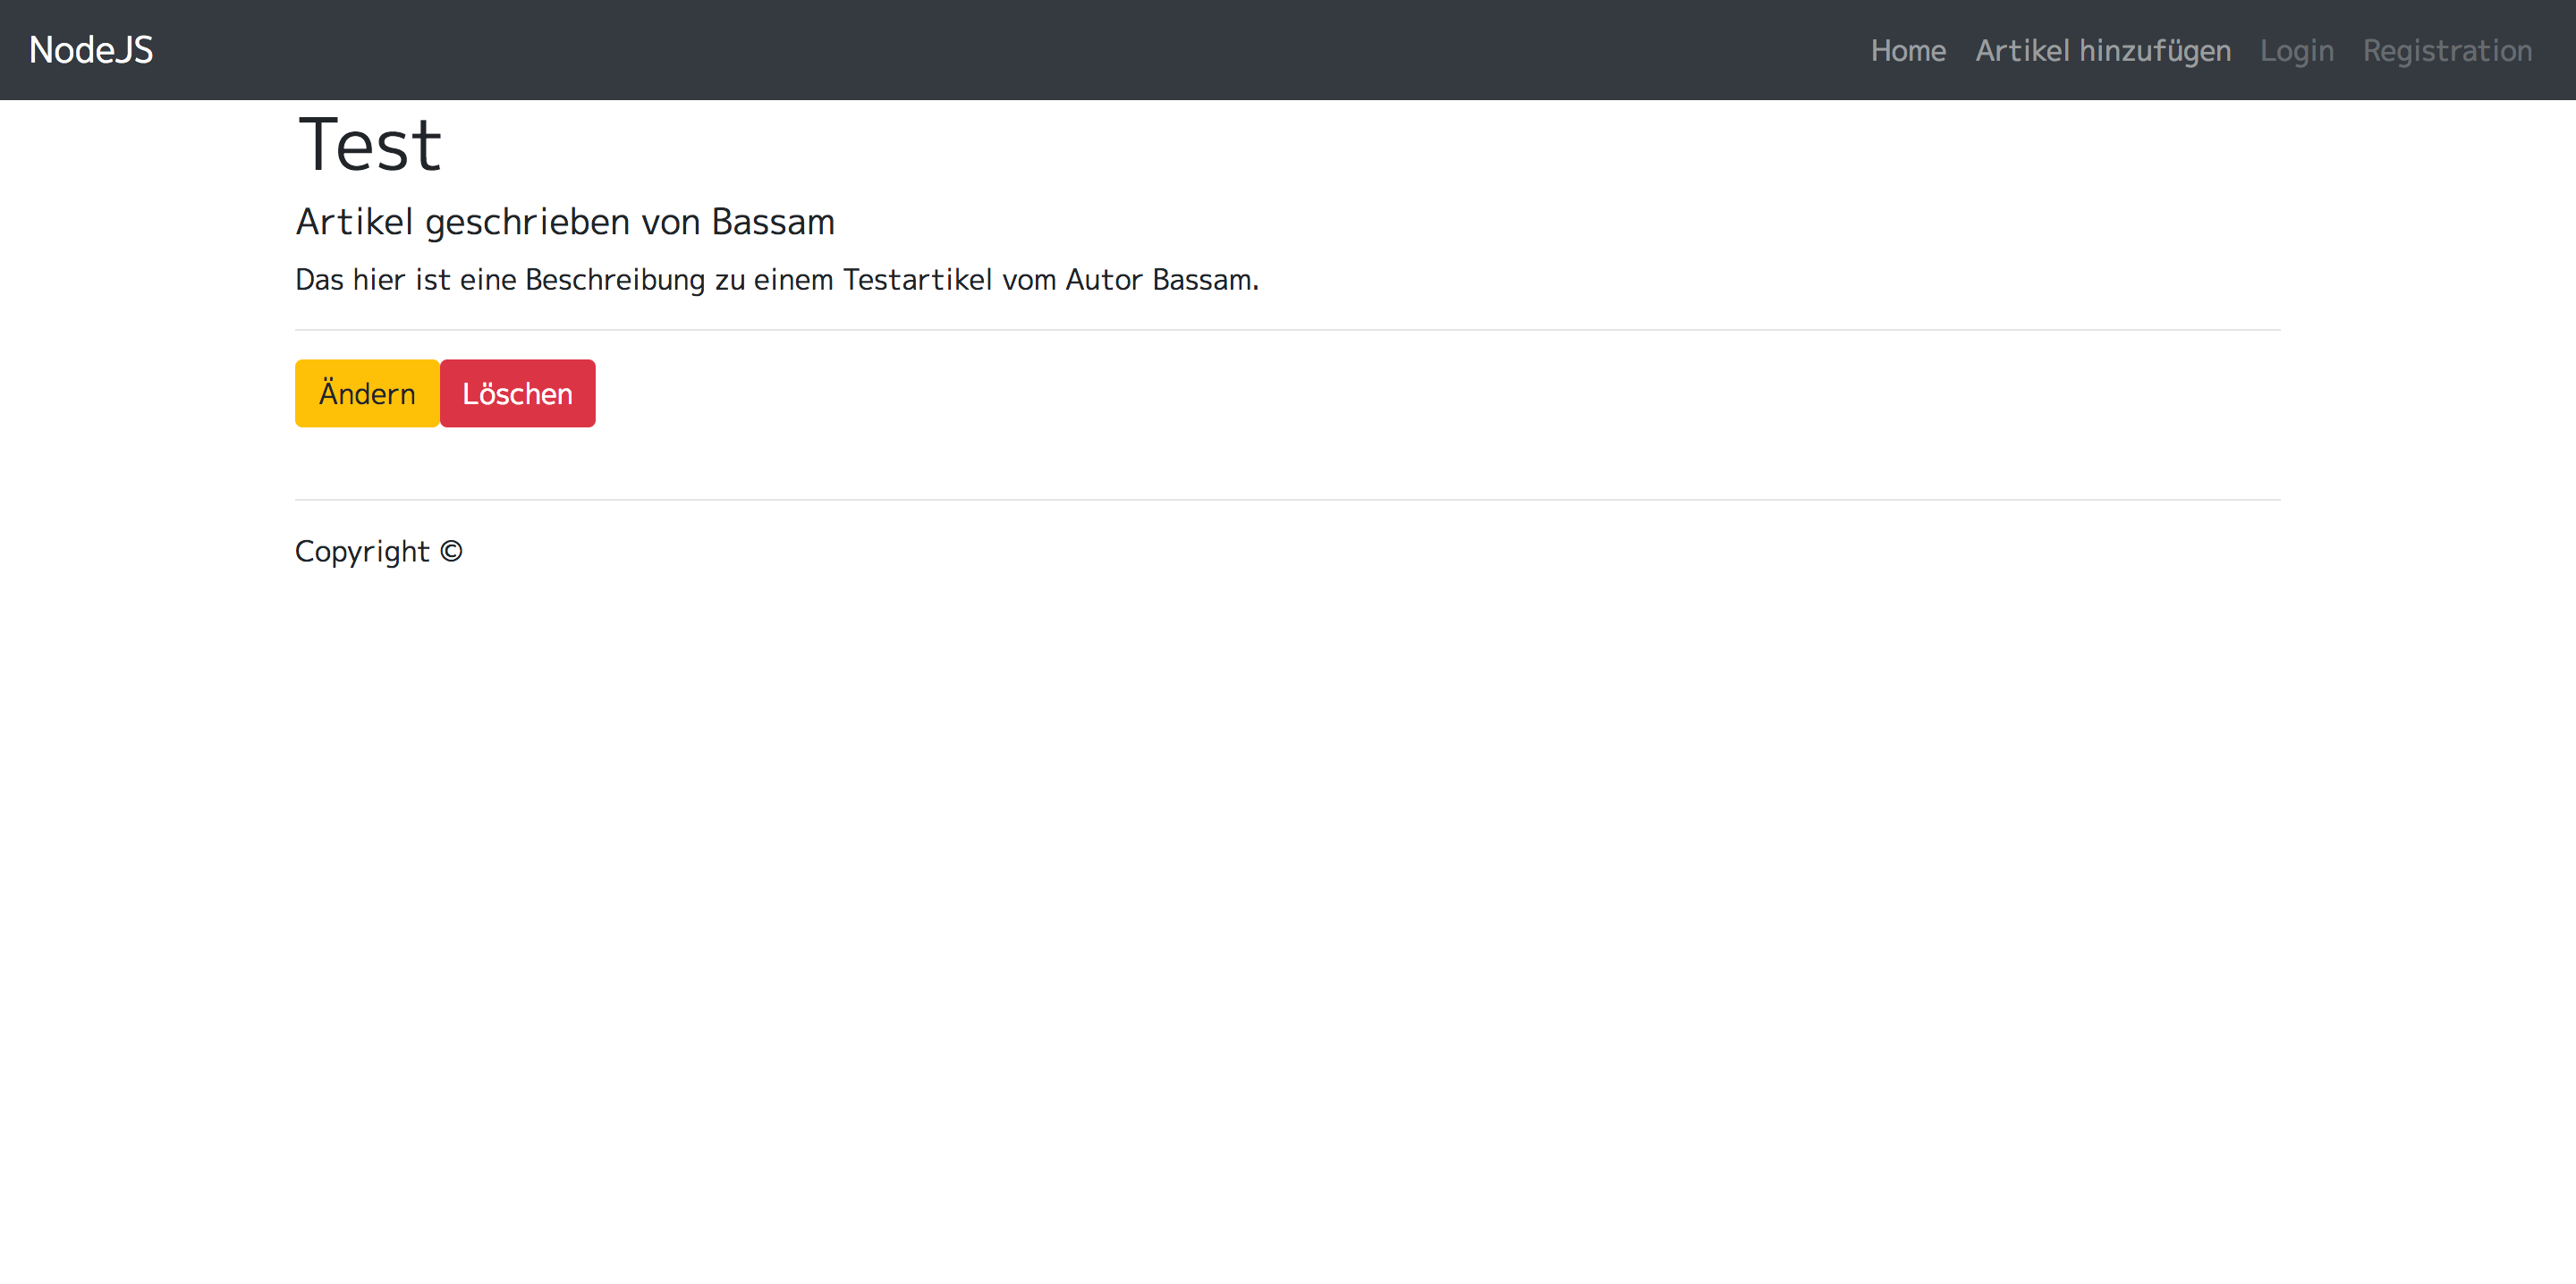 NodeJS Home Artikel hinzufügen Login Registration
Test
Artikel geschrieben von Bassam
Das hier ist eine Beschreibung zu einem Testartikel vom Autor Bassam.
Ändern Löschen
Copyright ©